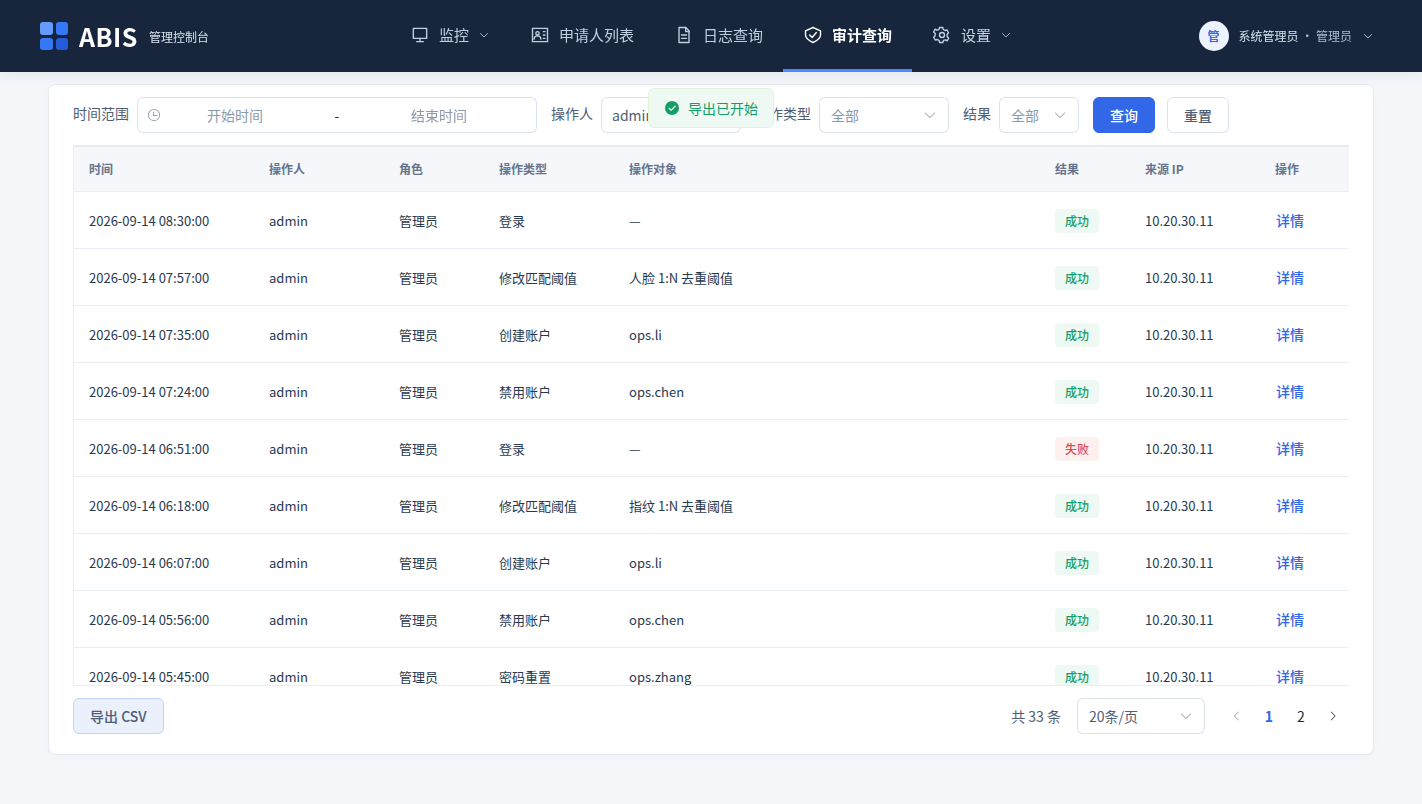 ABIS 管理控制台 监控 申请人列表 日志查询 审计查询 设置 管 系统管理员 · 管理员
时间范围 开始时间 - 结束时间 操作人 admin 导出已开始 作类型 全部 结果 全部 查询 重置
时间 操作人 角色 操作类型 操作对象 结果 来源 IP 操作
2026-09-14 08:30:00 admin 管理员 登录 — 成功 10.20.30.11 详情
2026-09-14 07:57:00 admin 管理员 修改匹配阈值 人脸 1:N 去重阈值 成功 10.20.30.11 详情
2026-09-14 07:35:00 admin 管理员 创建账户 ops.li 成功 10.20.30.11 详情
2026-09-14 07:24:00 admin 管理员 禁用账户 ops.chen 成功 10.20.30.11 详情
2026-09-14 06:51:00 admin 管理员 登录 — 失败 10.20.30.11 详情
2026-09-14 06:18:00 admin 管理员 修改匹配阈值 指纹 1:N 去重阈值 成功 10.20.30.11 详情
2026-09-14 06:07:00 admin 管理员 创建账户 ops.li 成功 10.20.30.11 详情
2026-09-14 05:56:00 admin 管理员 禁用账户 ops.chen 成功 10.20.30.11 详情
2026-09-14 05:45:00 admin 管理员 密码重置 ops.zhang 成功 10.20.30.11 详情
导出 CSV 共 33 条 20条/页 1 2